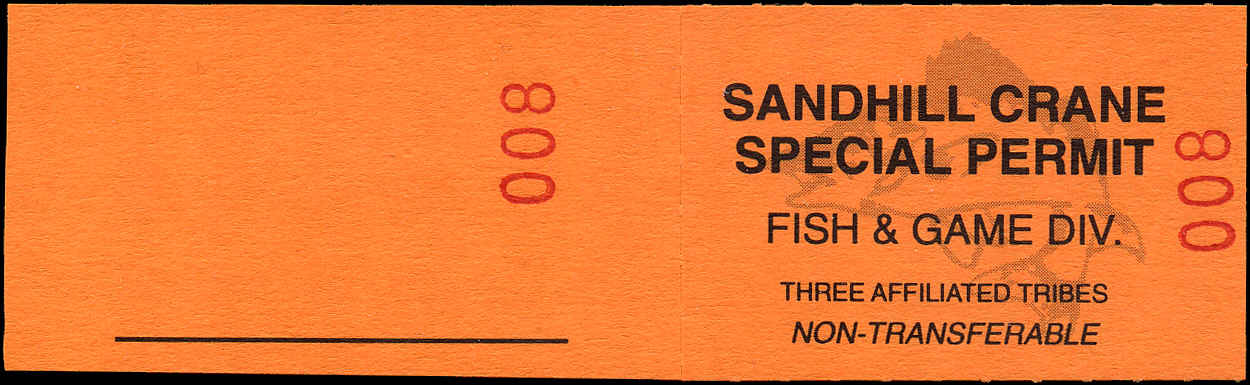 008
SANDHILL CRANE
SPECIAL PERMIT
FISH & GAME DIV.
THREE AFFILIATED TRIBES
NON-TRANSFERABLE
008